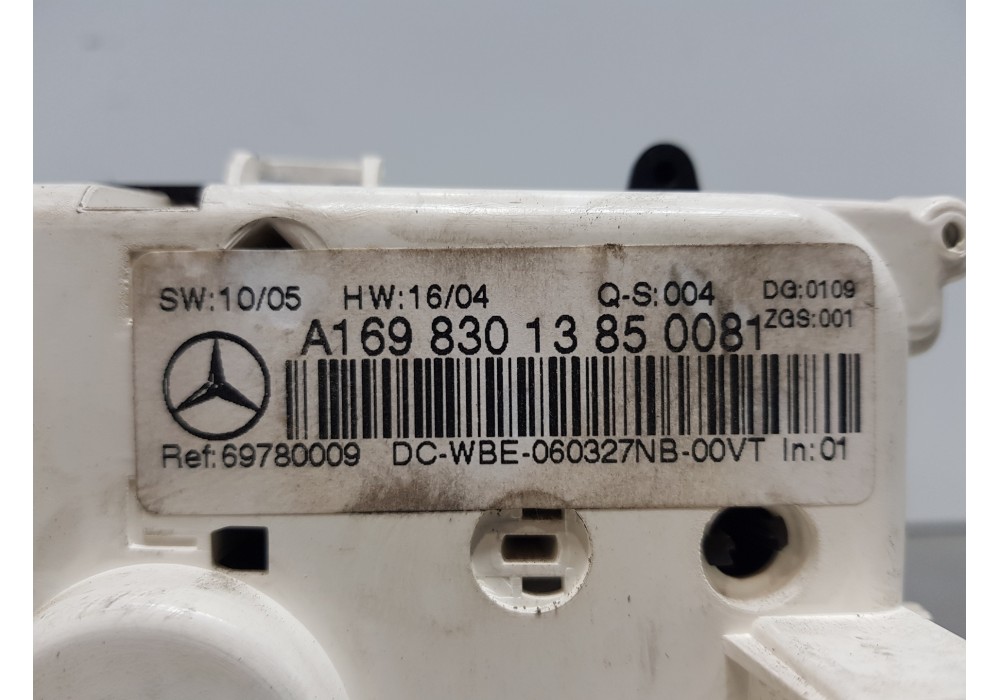 SW:10/05 HW:16/04 Q-S:004 DG:0109
A169 830 13 85 0081 ZGS:001
Ref:69780009 DC-WBE-060327NB-00VT In:01